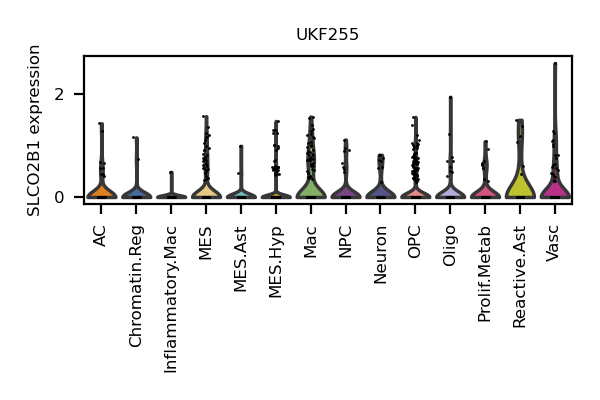 UKF255
SLCO2B1 expression
2
0
AC
Chromatin.Reg
Inflammatory.Mac
MES
MES.Ast
MES.Hyp
Mac
NPC
Neuron
OPC
Oligo
Prolif.Metab
Reactive.Ast
Vasc